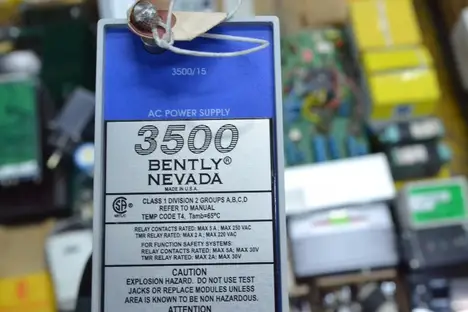 3500/15
AC POWER SUPPLY
3500
BENTLY®
NEVADA
MADE IN U.S.A.
CLASS 1 DIVISION 2 GROUPS A,B,C,D
REFER TO MANUAL
TEMP CODE T4, Tamb=65°C
RELAY CONTACTS RATED: MAX 5 A , MAX 250 VAC
TMR RELAY RATED: MAX 2 A ; MAX 220 VAC
FOR FUNCTION SAFETY SYSTEMS:
RELAY CONTACTS RATED: MAX 5A; MAX 30V
TMR RELAY RATED: MAX 2A; MAX 30V
CAUTION
EXPLOSION HAZARD. DO NOT USE TEST
JACKS OR REPLACE MODULES UNLESS
AREA IS KNOWN TO BE NON HAZARDOUS.
ATTENTION